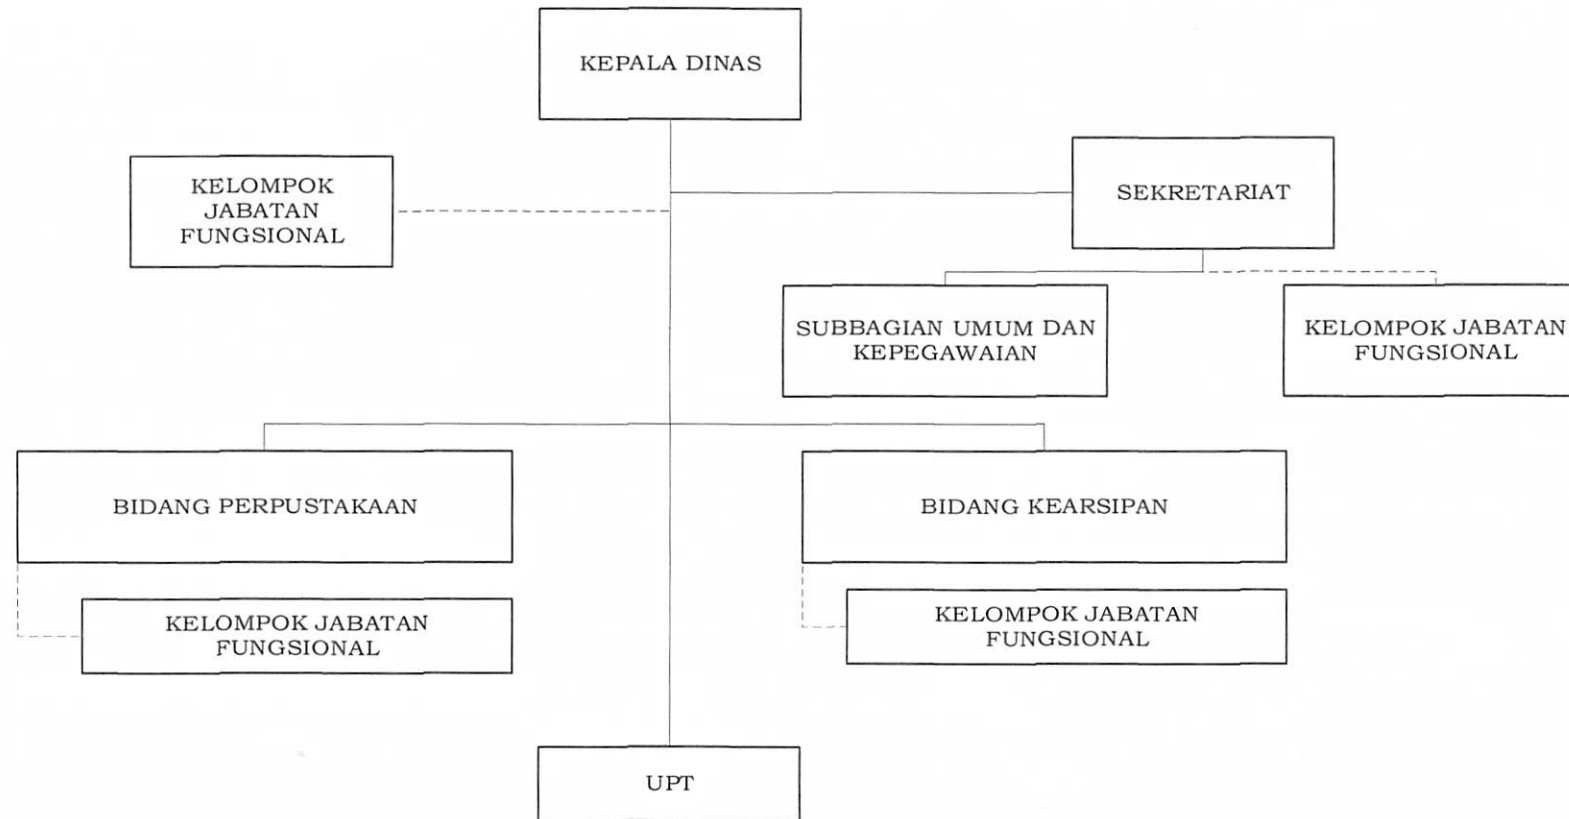 KEPALA DINAS
KELOMPOK
JABATAN
FUNGSIONAL
SEKRETARIAT
SUBBAGIAN UMUM DAN
KEPEGAWAIAN
KELOMPOK JABATAN
FUNGSIONAL
BIDANG PERPUSTAKAAN
BIDANG KEARSIPAN
KELOMPOK JABATAN
FUNGSIONAL
KELOMPOK JABATAN
FUNGSIONAL
UPT